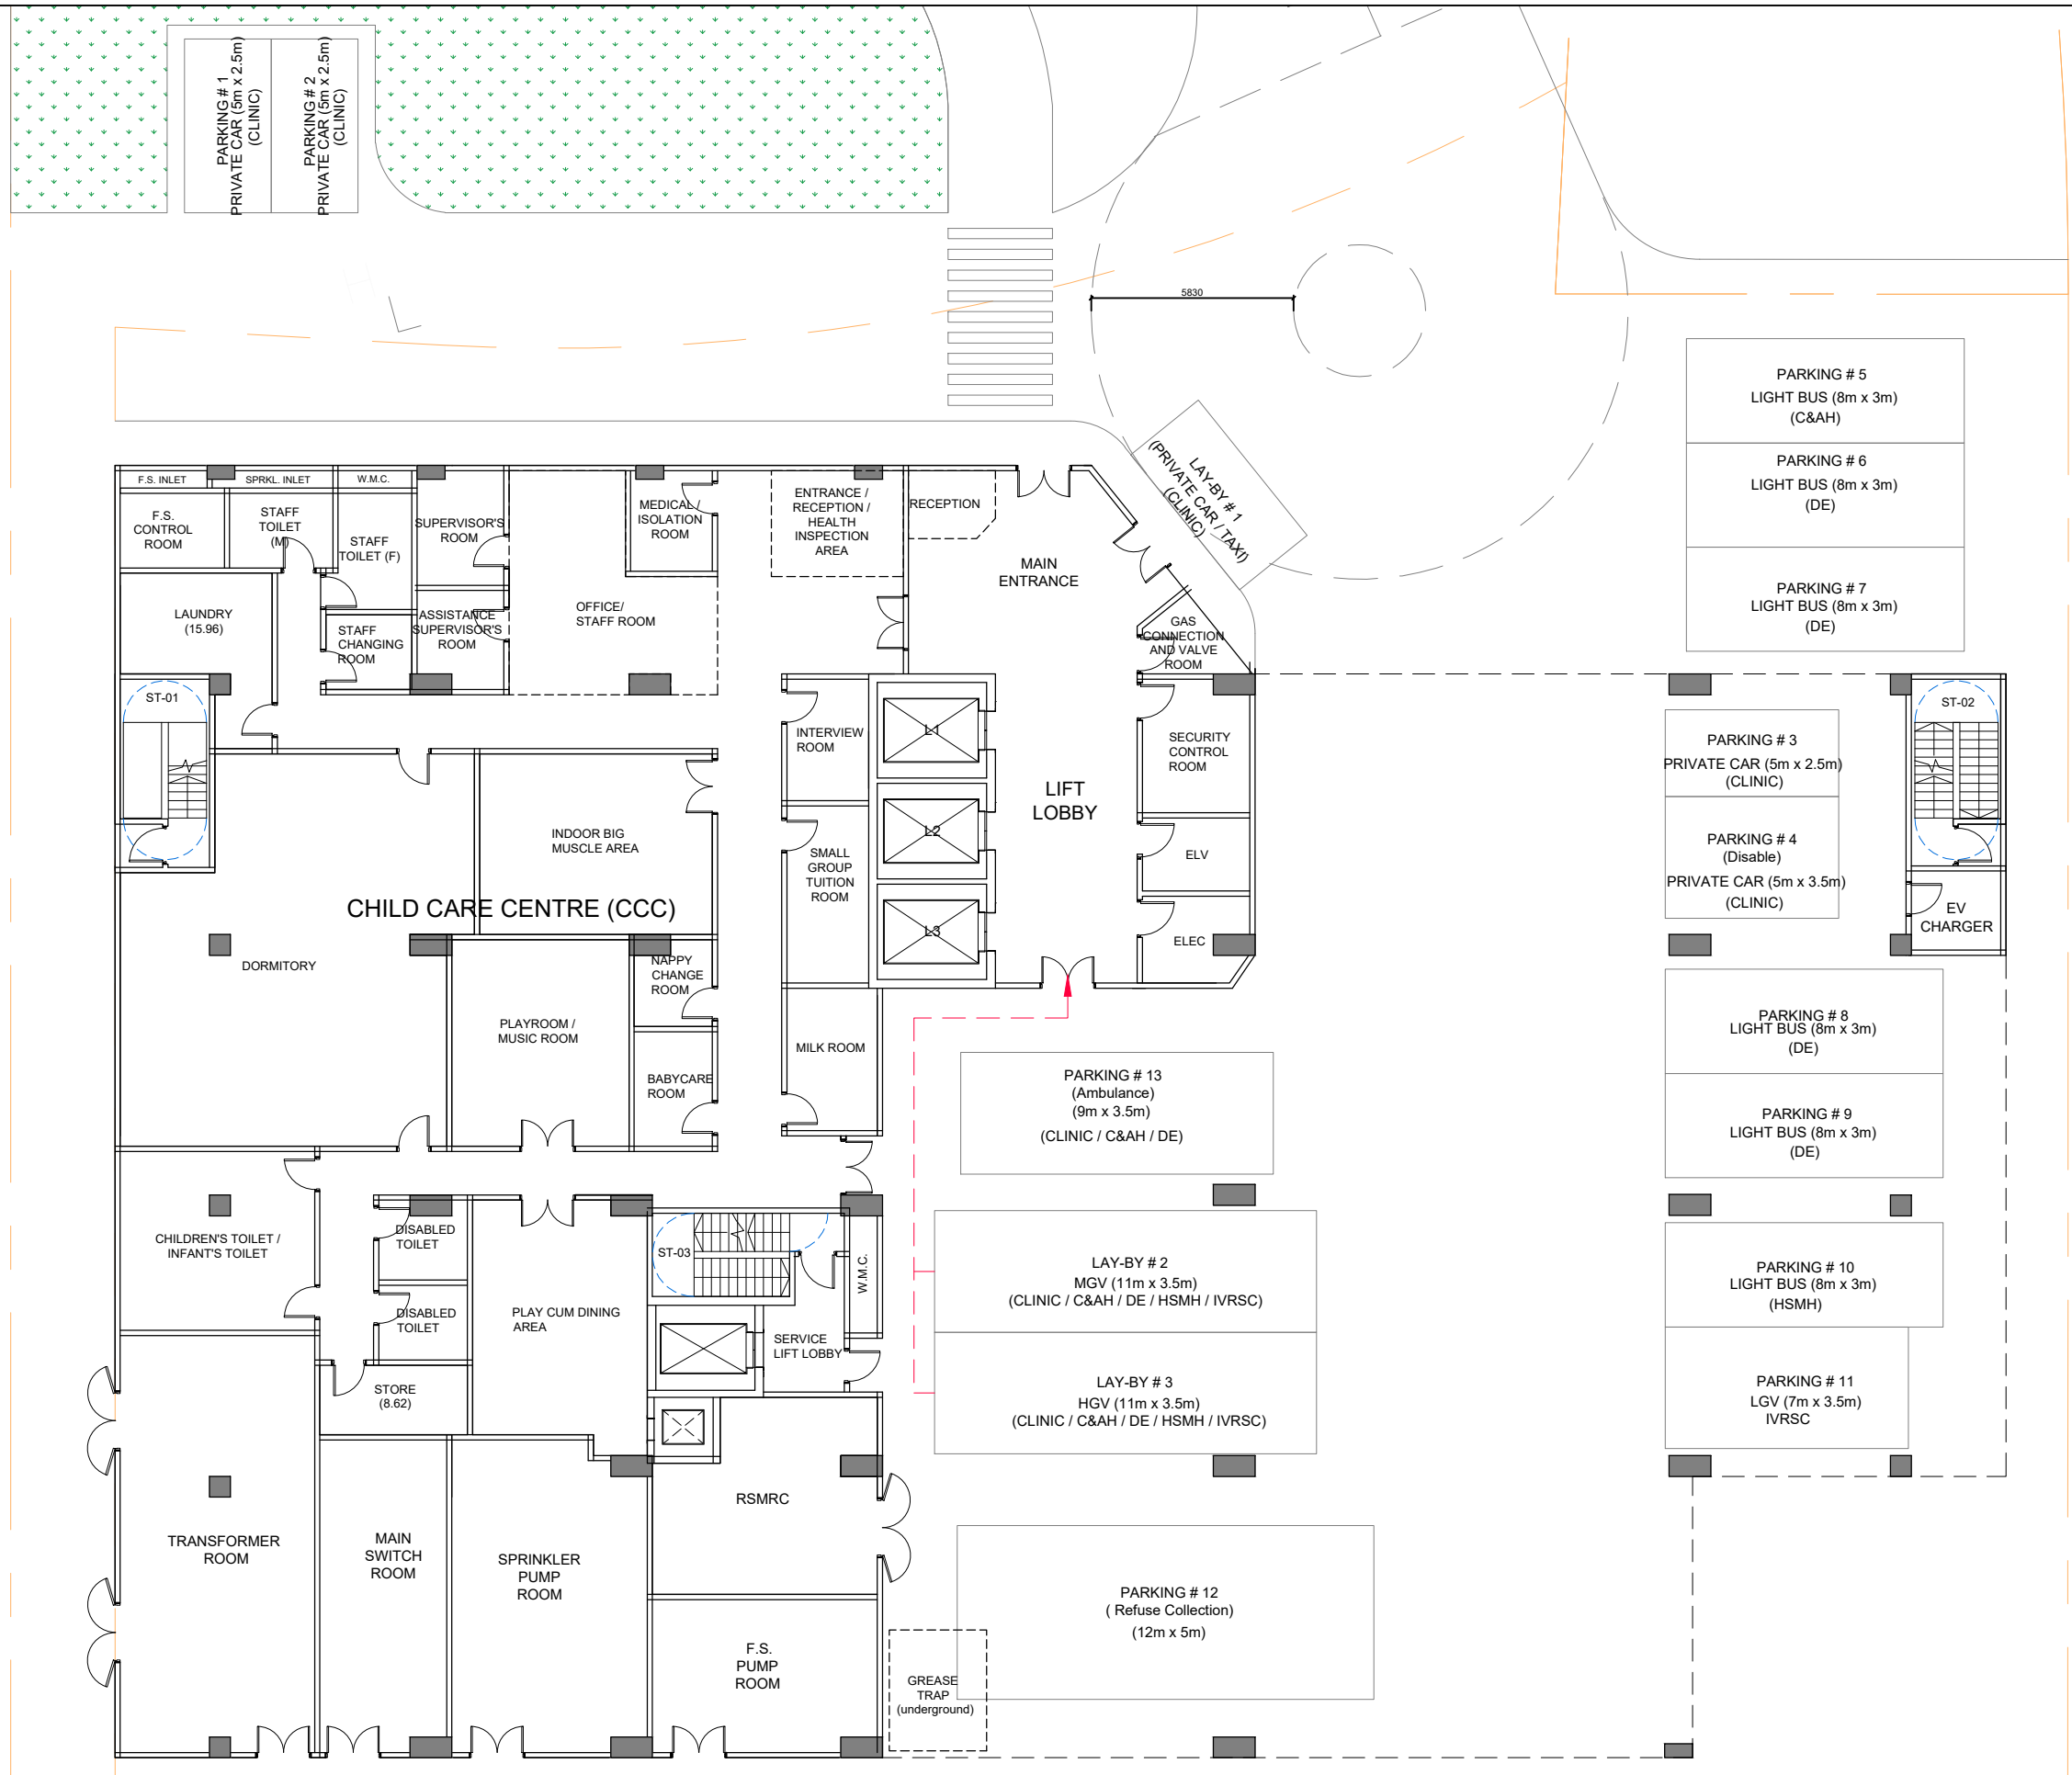 PARKING # 1
PRIVATE CAR (5m x 2.5m)
(CLINIC)
PARKING # 2
PRIVATE CAR (5m x 2.5m)
(CLINIC)
5830
PARKING # 5
LIGHT BUS (8m x 3m)
(C&AH)
PARKING # 6
LIGHT BUS (8m x 3m)
(DE)
PARKING # 7
LIGHT BUS (8m x 3m)
(DE)
LAY-BY # 1
(PRIVATE CAR / TAXI)
(CLINIC)
F.S. INLET
SPRKL. INLET
W.M.C.
F.S.
CONTROL
ROOM
STAFF
TOILET
(M)
STAFF
TOILET (F)
SUPERVISOR'S
ROOM
MEDICAL /
ISOLATION
ROOM
ENTRANCE /
RECEPTION /
HEALTH
INSPECTION
AREA
RECEPTION
MAIN
ENTRANCE
LAUNDRY
(15.96)
STAFF
CHANGING
ROOM
ASSISTANCE
SUPERVISOR'S
ROOM
OFFICE/
STAFF ROOM
GAS
CONNECTION
AND VALVE
ROOM
ST-01
INTERVIEW
ROOM
L1
SECURITY
CONTROL
ROOM
PARKING # 3
PRIVATE CAR (5m x 2.5m)
(CLINIC)
ST-02
LIFT
LOBBY
INDOOR BIG
MUSCLE AREA
L2
SMALL
GROUP
TUITION
ROOM
ELV
PARKING # 4
(Disable)
PRIVATE CAR (5m x 3.5m)
(CLINIC)
CHILD CARE CENTRE (CCC)
EV
CHARGER
L3
ELEC
DORMITORY
NAPPY
CHANGE
ROOM
PLAYROOM /
MUSIC ROOM
PARKING # 8
LIGHT BUS (8m x 3m)
(DE)
MILK ROOM
BABYCARE
ROOM
PARKING # 13
(Ambulance)
(9m x 3.5m)
(CLINIC / C&AH / DE)
PARKING # 9
LIGHT BUS (8m x 3m)
(DE)
CHILDREN'S TOILET /
INFANT'S TOILET
DISABLED
TOILET
ST-03
W.M.C.
LAY-BY # 2
MGV (11m x 3.5m)
(CLINIC / C&AH / DE / HSMH / IVRSC)
PARKING # 10
LIGHT BUS (8m x 3m)
(HSMH)
DISABLED
TOILET
PLAY CUM DINING
AREA
SERVICE
LIFT LOBBY
STORE
(8.62)
LAY-BY # 3
HGV (11m x 3.5m)
(CLINIC / C&AH / DE / HSMH / IVRSC)
PARKING # 11
LGV (7m x 3.5m)
IVRSC
RSMRC
TRANSFORMER
ROOM
MAIN
SWITCH
ROOM
SPRINKLER
PUMP
ROOM
PARKING # 12
( Refuse Collection)
(12m x 5m)
F.S.
PUMP
ROOM
GREASE
TRAP
(underground)